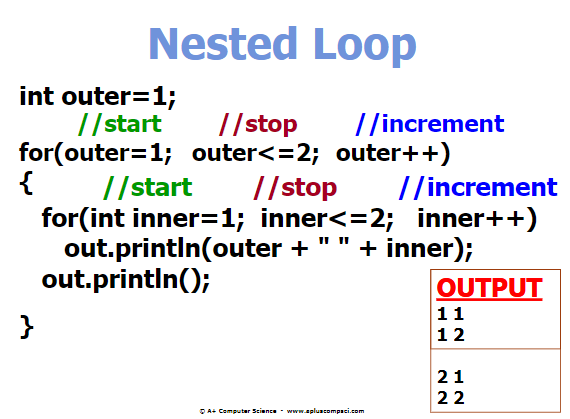 Nested Loop
int outer=1;
//start //stop //increment
for(outer=1; outer<=2; outer++)
{ //start //stop //increment
for(int inner=1; inner<=2; inner++)
out.println(outer + " " + inner);
out.println();
}
OUTPUT
1 1
1 2
2 1
2 2
© A+ Computer Science - www.apluscompsci.com